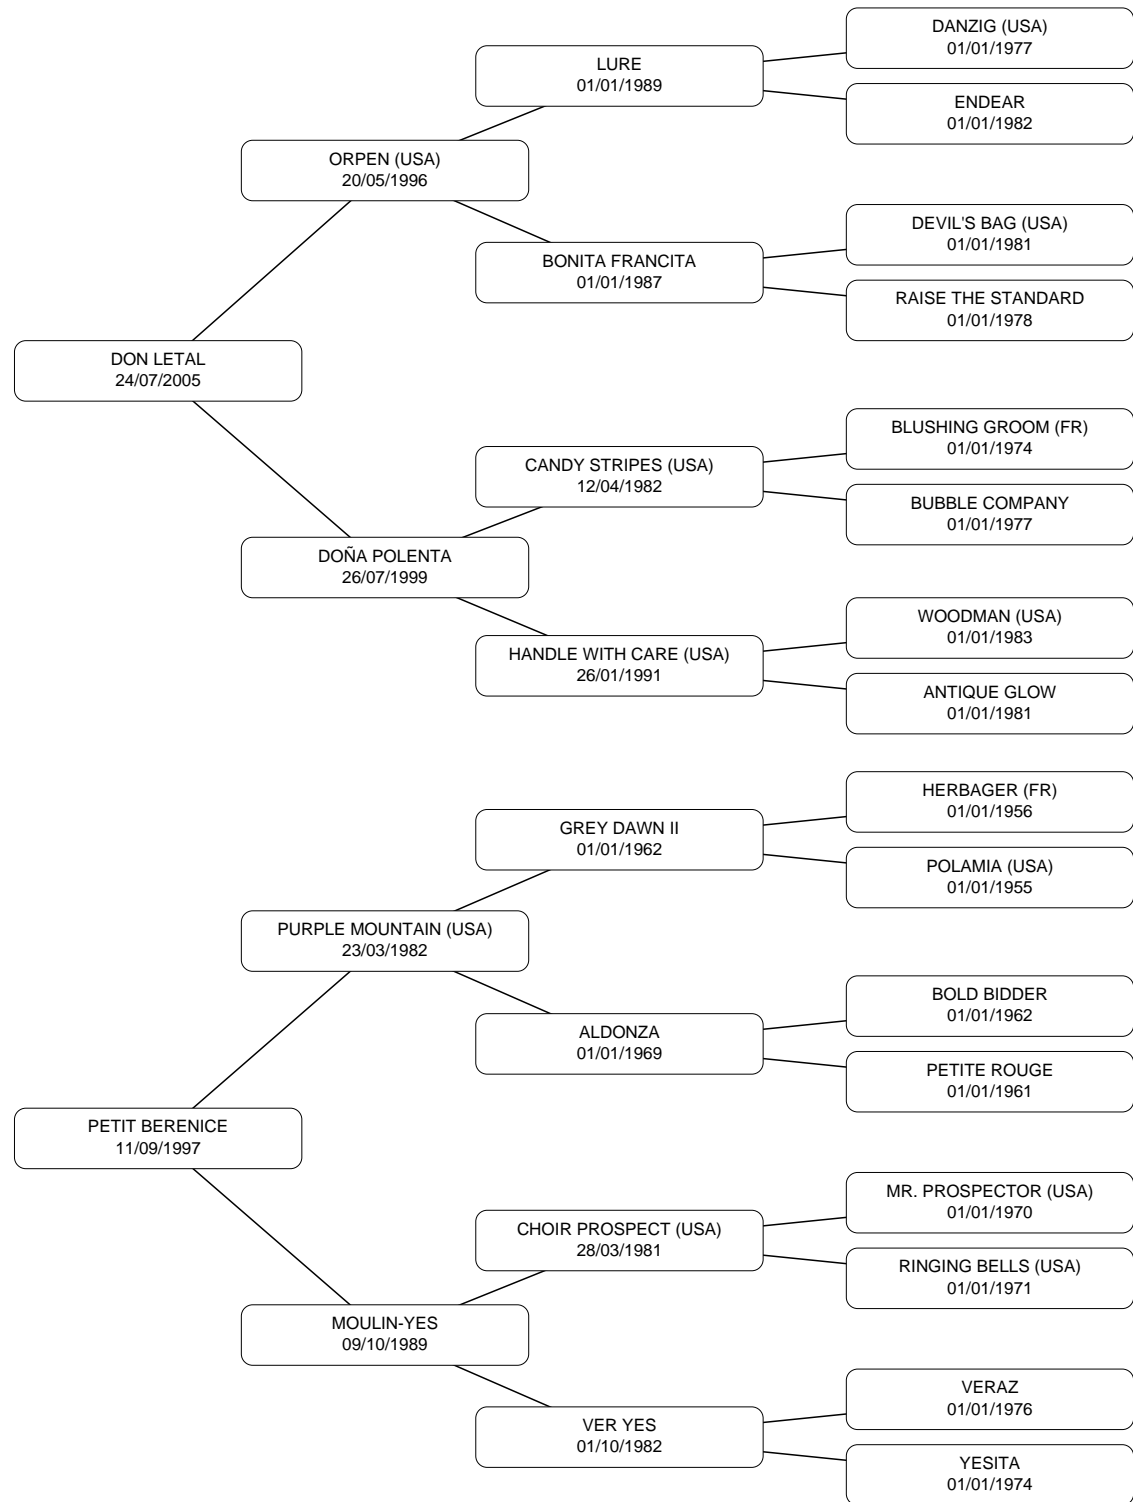 DANZIG (USA)
01/01/1977
LURE
01/01/1989
ENDEAR
01/01/1982
ORPEN (USA)
20/05/1996
DEVIL'S BAG (USA)
01/01/1981
BONITA FRANCITA
01/01/1987
RAISE THE STANDARD
01/01/1978
DON LETAL
24/07/2005
BLUSHING GROOM (FR)
01/01/1974
CANDY STRIPES (USA)
12/04/1982
BUBBLE COMPANY
01/01/1977
DOÑA POLENTA
26/07/1999
WOODMAN (USA)
01/01/1983
HANDLE WITH CARE (USA)
26/01/1991
ANTIQUE GLOW
01/01/1981
HERBAGER (FR)
01/01/1956
GREY DAWN II
01/01/1962
POLAMIA (USA)
01/01/1955
PURPLE MOUNTAIN (USA)
23/03/1982
BOLD BIDDER
01/01/1962
ALDONZA
01/01/1969
PETITE ROUGE
01/01/1961
PETIT BERENICE
11/09/1997
MR. PROSPECTOR (USA)
01/01/1970
CHOIR PROSPECT (USA)
28/03/1981
RINGING BELLS (USA)
01/01/1971
MOULIN-YES
09/10/1989
VERAZ
01/01/1976
VER YES
01/10/1982
YESITA
01/01/1974